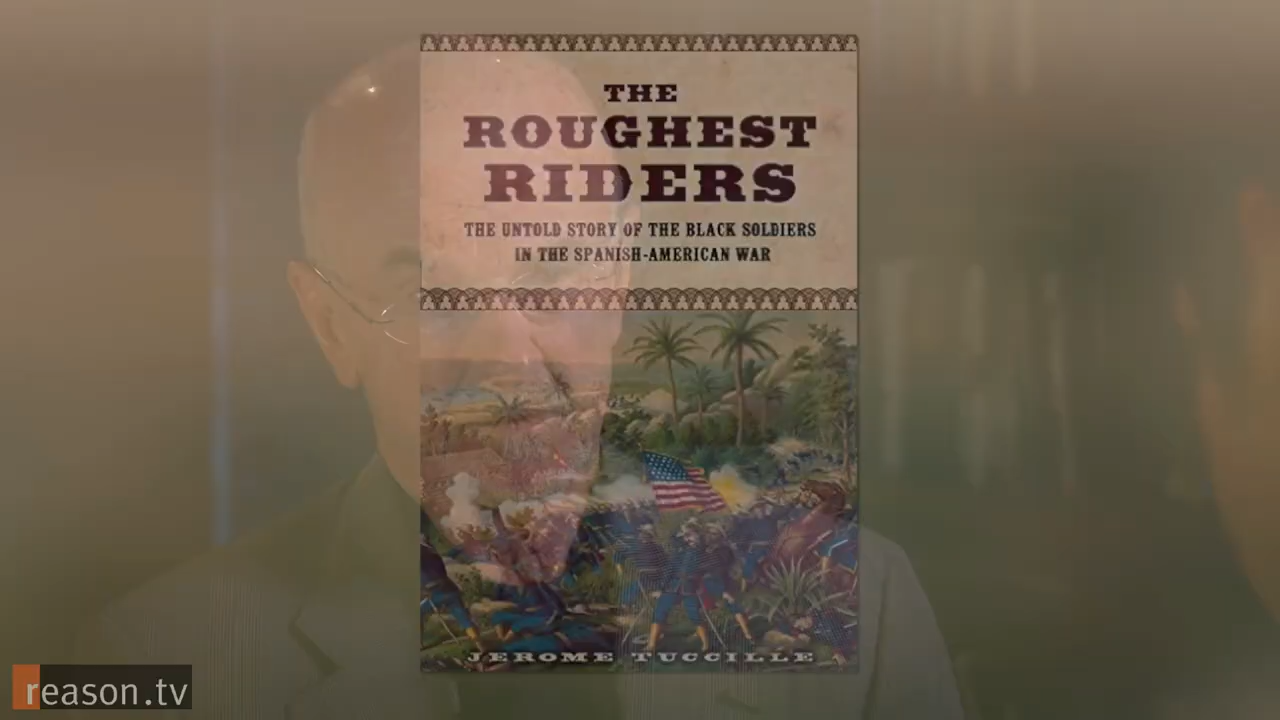 THE
ROUGHEST
RIDERS
THE UNTOLD STORY OF THE BLACK SOLDIERS
IN THE SPANISH-AMERICAN WAR
JEROME TUCCILLE
reason.tv